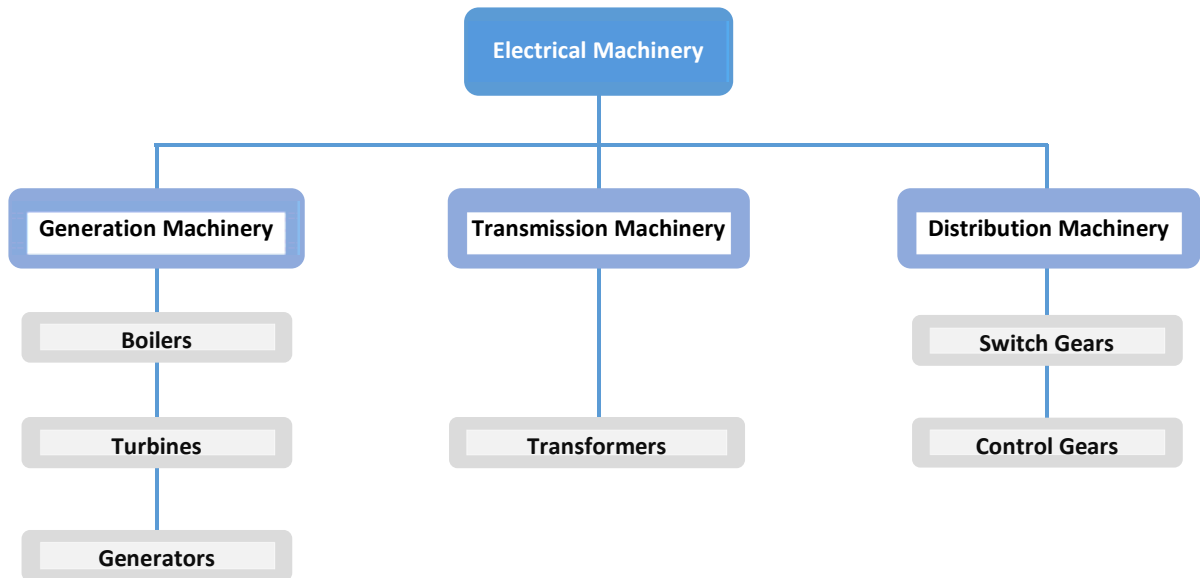 Electrical Machinery
Generation Machinery
Transmission Machinery
Distribution Machinery
Boilers
Switch Gears
Turbines
Transformers
Control Gears
Generators